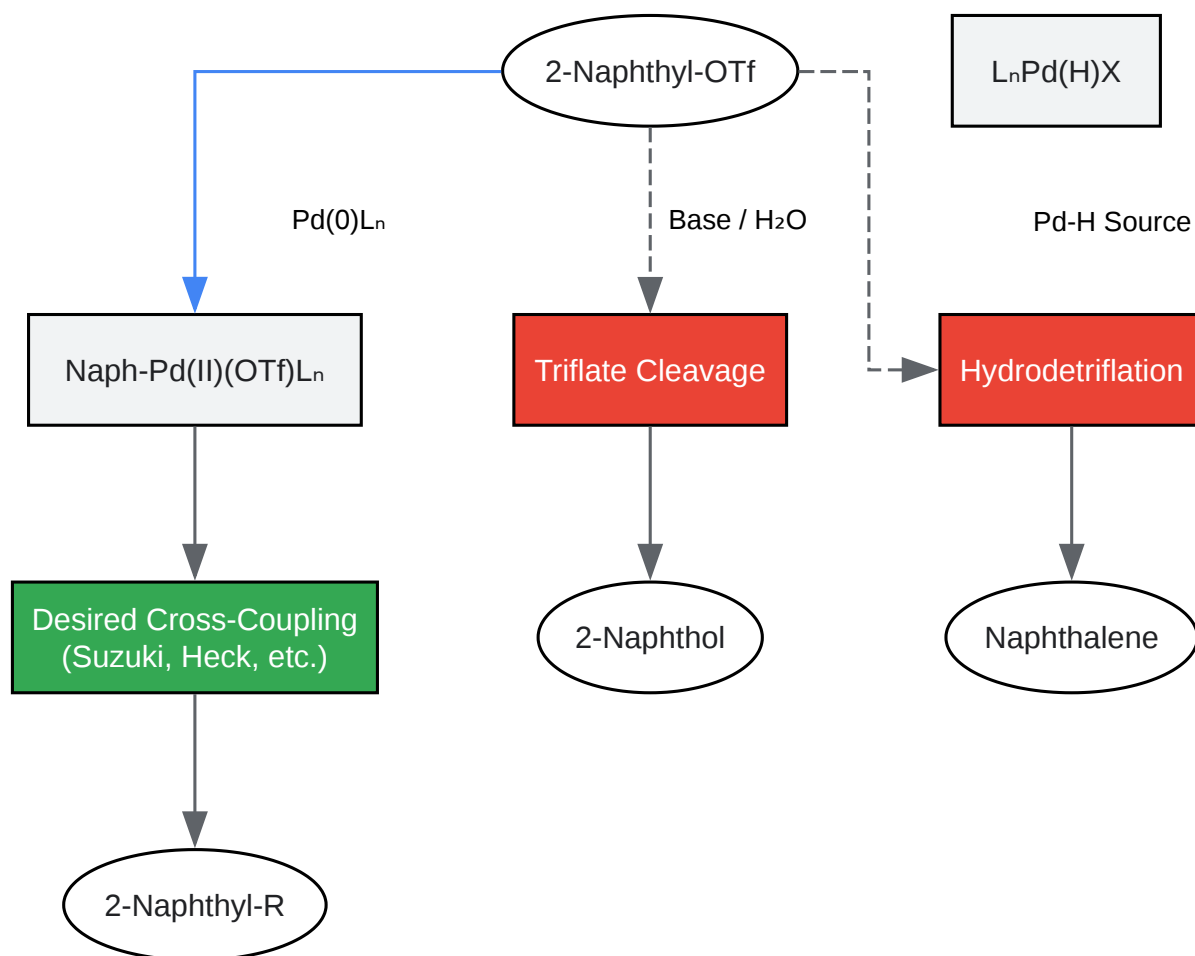 2-Naphthyl-OTf
LₙPd(H)X
Pd(0)Lₙ
Base / H₂O
Pd-H Source
Naph-Pd(II)(OTf)Lₙ
Triflate Cleavage
Hydrodetriflation
Desired Cross-Coupling
(Suzuki, Heck, etc.)
2-Naphthol
Naphthalene
2-Naphthyl-R